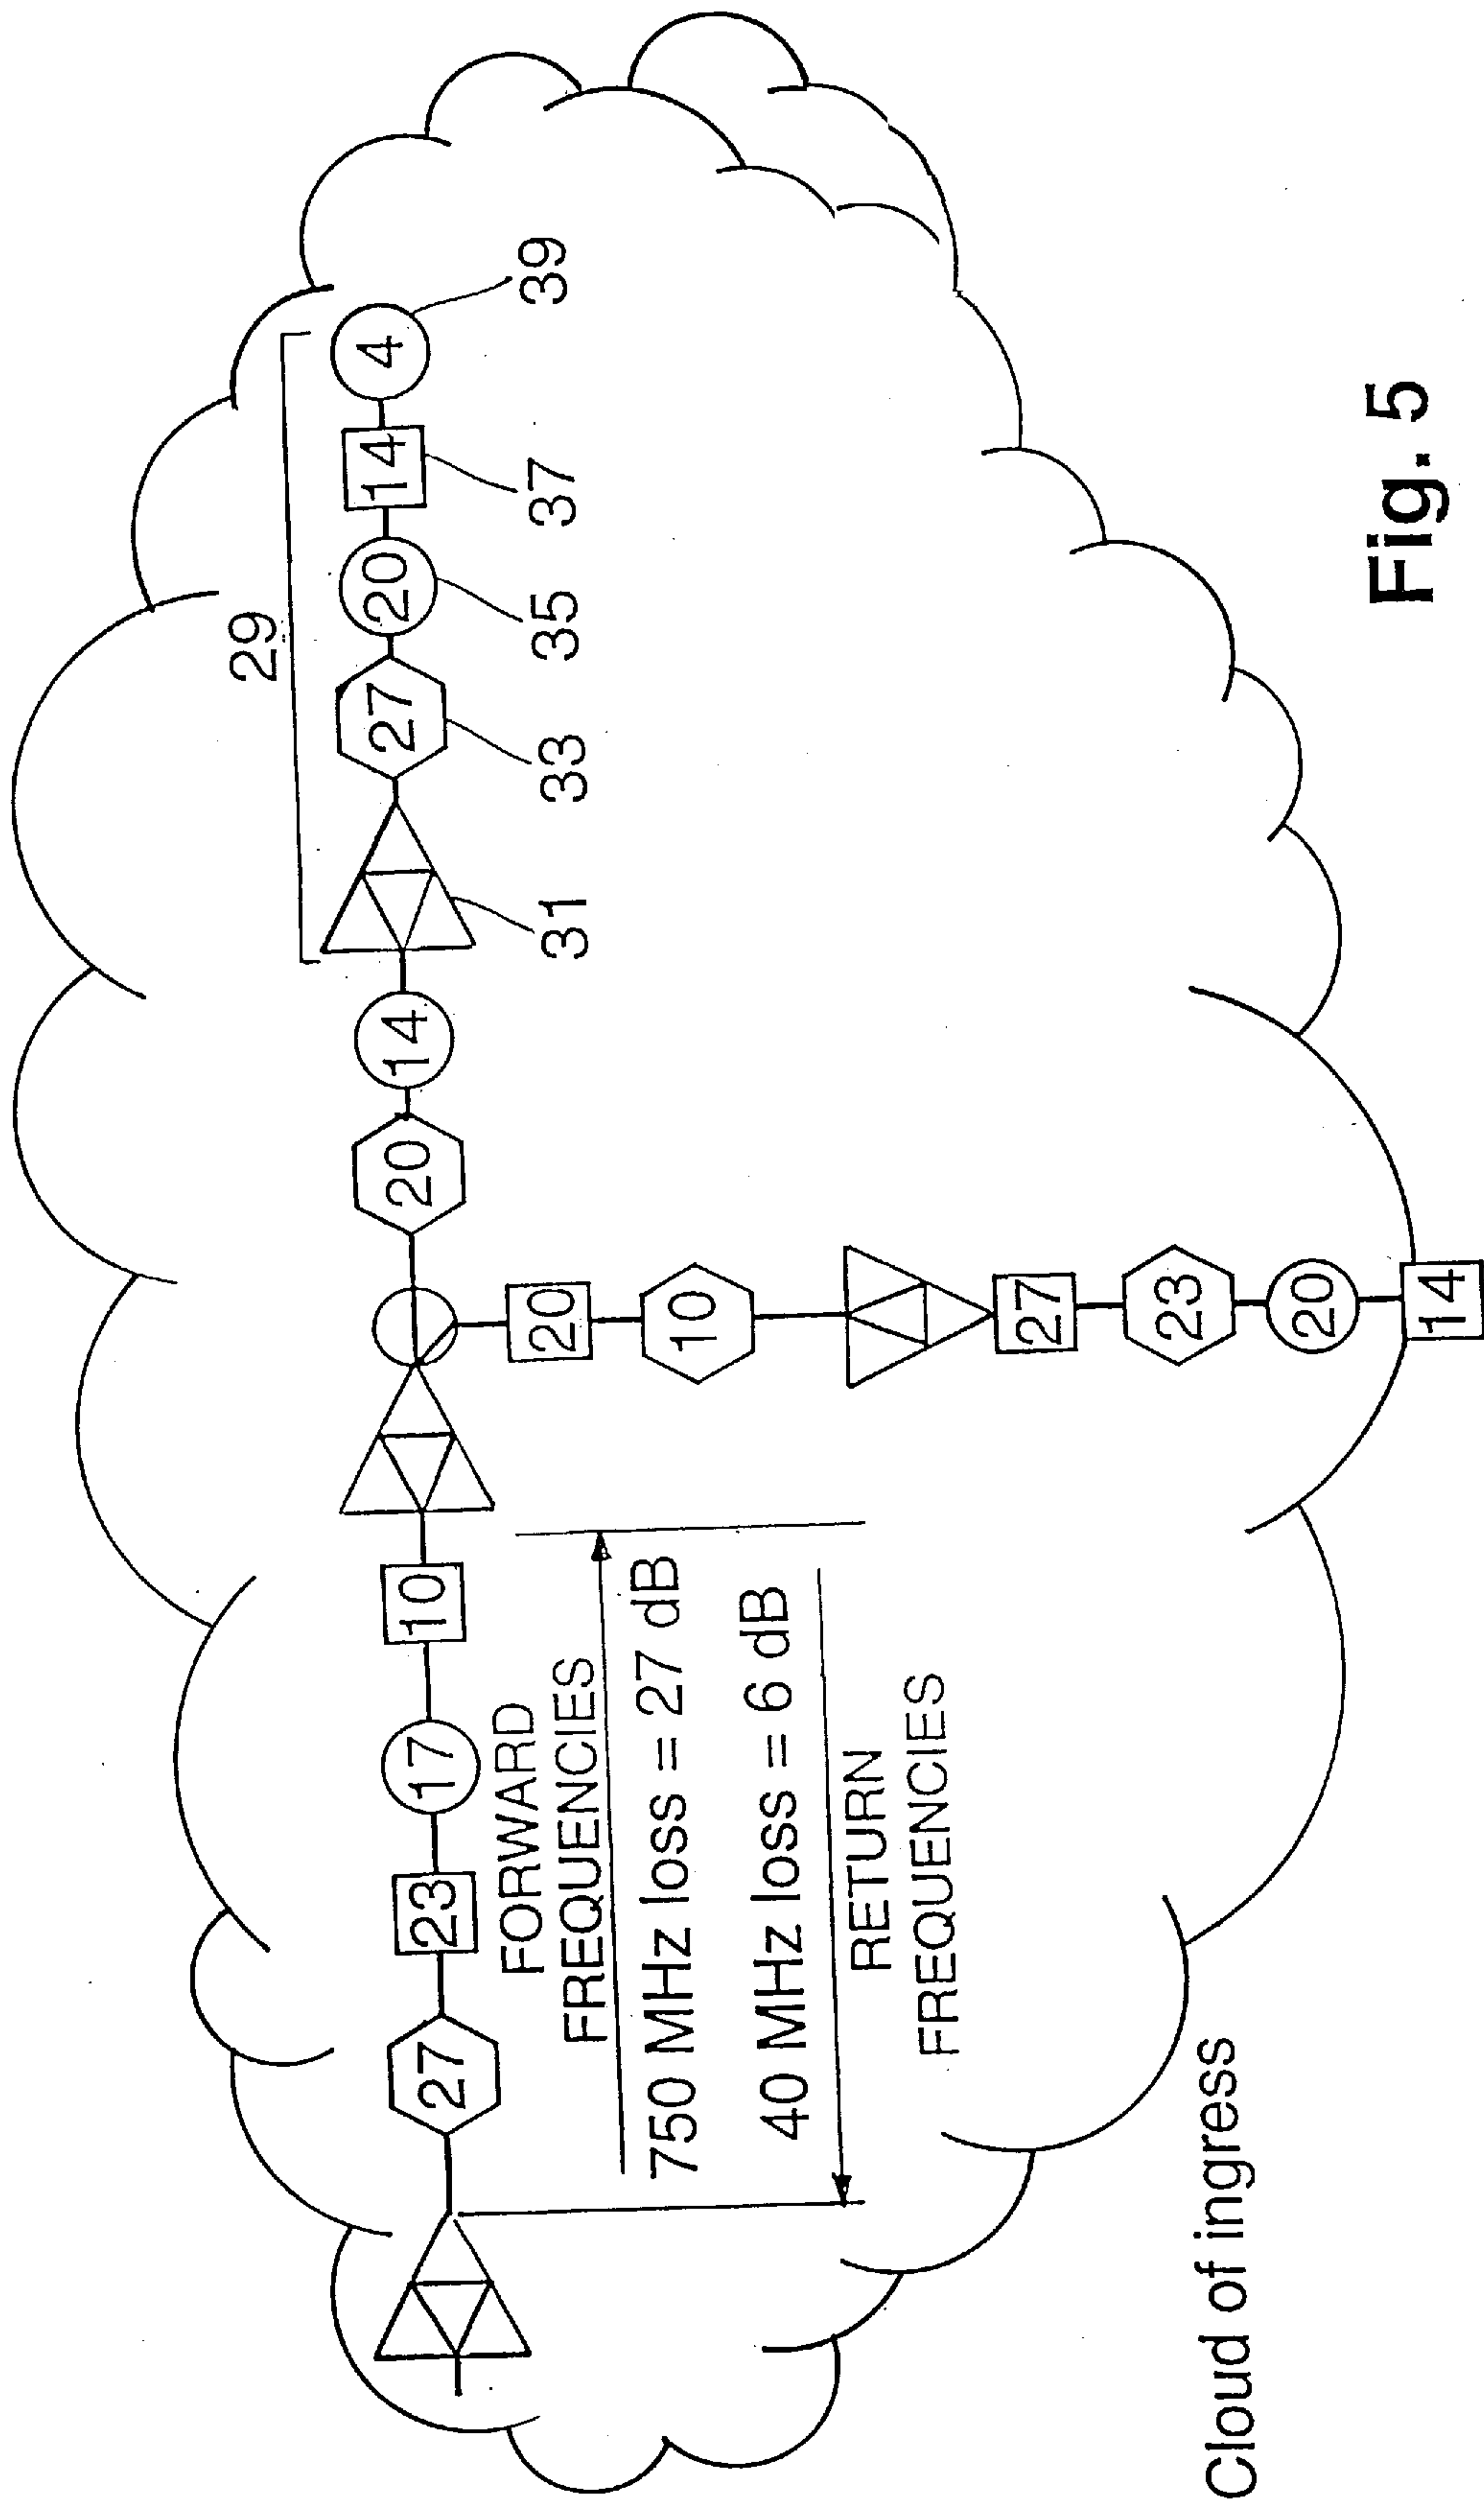 29
27
23
17
10
20
14
27
20
14
4
31
33
35
37
39
FORWARD
FREQUENCIES
750 MHz loss = 27 dB
40 MHz loss = 6 dB
RETURN
FREQUENCIES
20
10
27
23
20
14
Cloud of ingress
Fig. 5